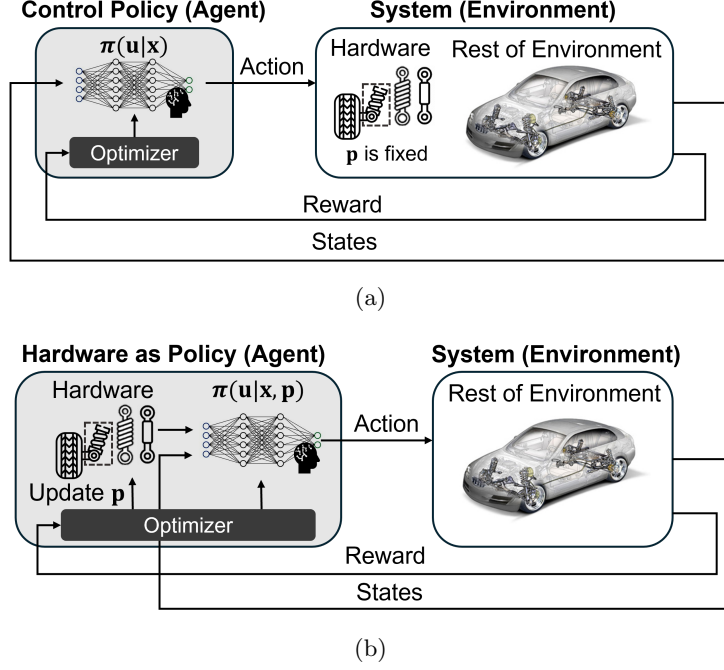 Control Policy (Agent)
System (Environment)
π(u|x)
Action
Hardware
Rest of Environment
Optimizer
p is fixed
Reward
States
(a)
Hardware as Policy (Agent)
System (Environment)
Hardware
π(u|x, p)
Action
Rest of Environment
Update p
Optimizer
Reward
States
(b)